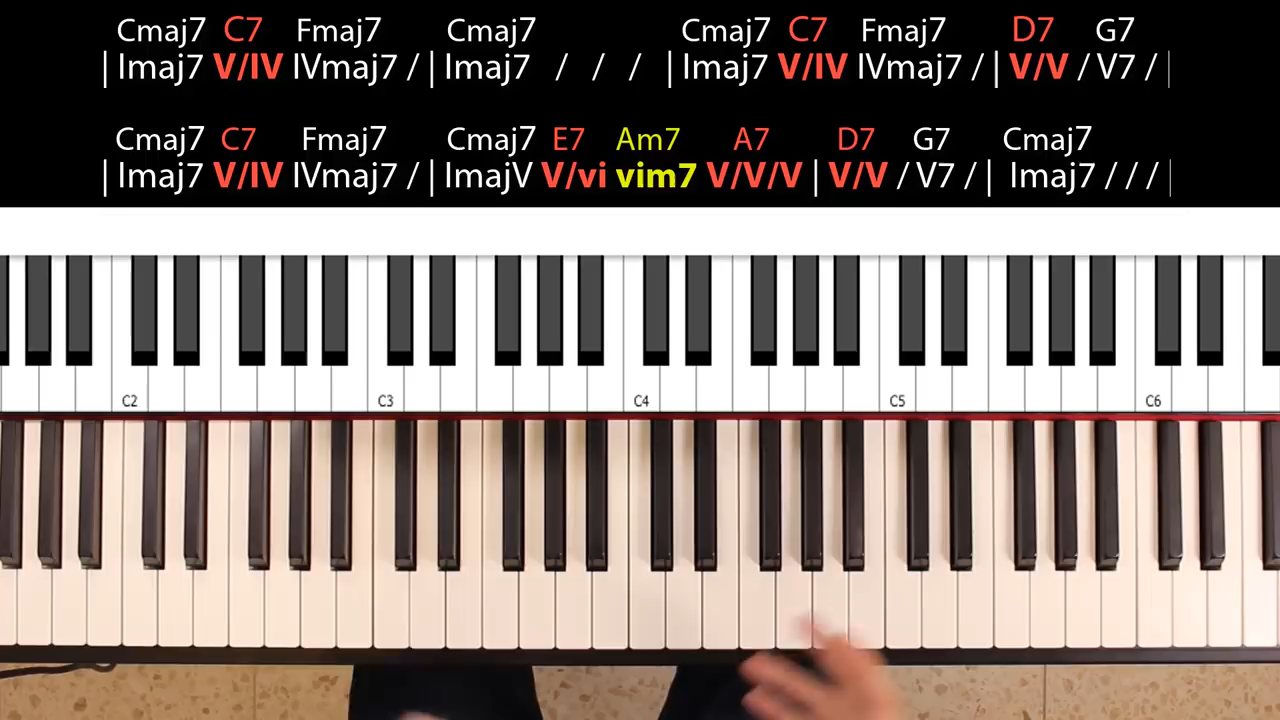 Cmaj7 C7 Fmaj7 Cmaj7 Cmaj7 C7 Fmaj7 D7 G7
| Imaj7 V/IV IVmaj7 / | Imaj7 / / / | Imaj7 V/IV IVmaj7 / | V/V / V7 / |
Cmaj7 C7 Fmaj7 Cmaj7 E7 Am7 A7 D7 G7 Cmaj7
| Imaj7 V/IV IVmaj7 / | ImajV V/vi vim7 V/V/V | V/V / V7 / | Imaj7 / / / |
C2 C3 C4 C5 C6